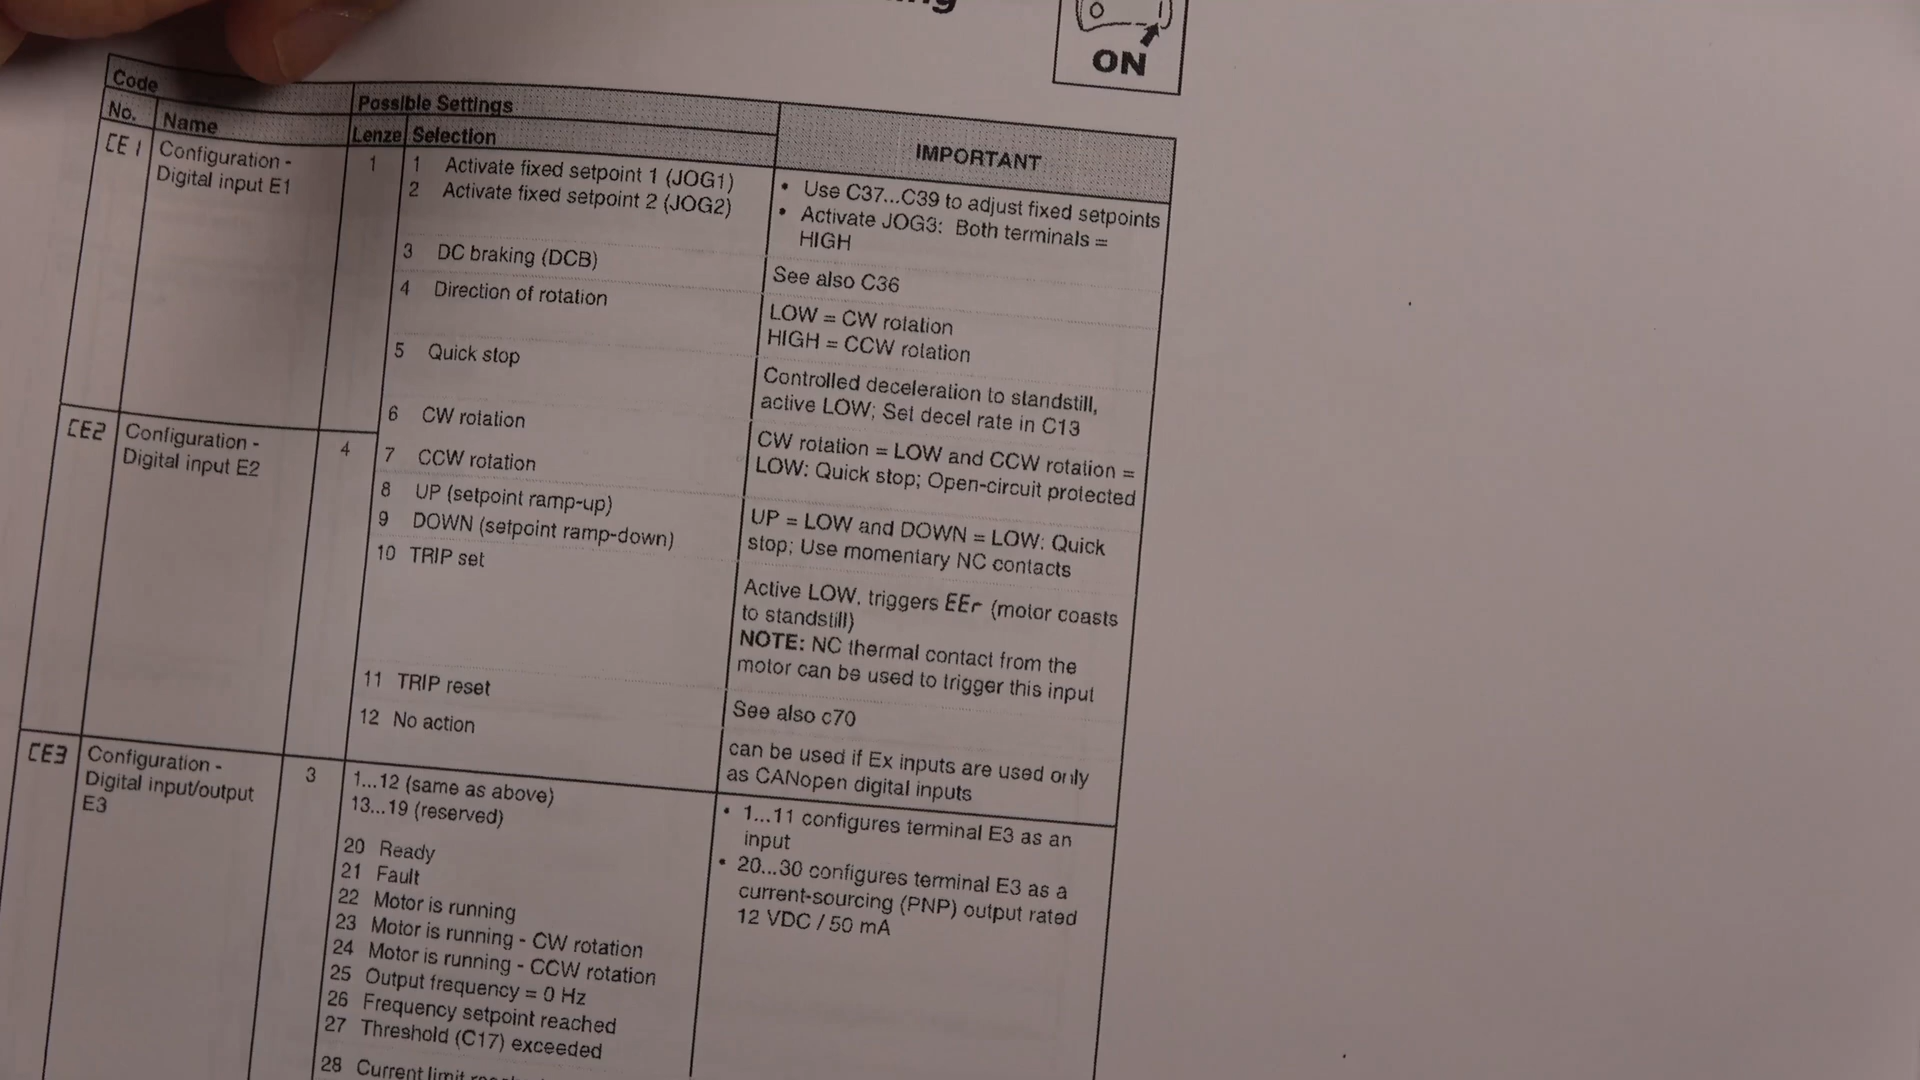 ON
Code
Possible Settings
IMPORTANT
No.
Name
Lenze
Selection
CE1
Configuration -
Digital input E1
1
1 Activate fixed setpoint 1 (JOG1)
2 Activate fixed setpoint 2 (JOG2)
• Use C37...C39 to adjust fixed setpoints
• Activate JOG3: Both terminals =
HIGH
3 DC braking (DCB)
See also C36
4 Direction of rotation
LOW = CW rotation
HIGH = CCW rotation
5 Quick stop
Controlled deceleration to standstill,
active LOW; Set decel rate in C13
CE2
Configuration -
Digital input E2
4
6 CW rotation
7 CCW rotation
CW rotation = LOW and CCW rotation =
LOW: Quick stop; Open-circuit protected
8 UP (setpoint ramp-up)
9 DOWN (setpoint ramp-down)
UP = LOW and DOWN = LOW: Quick
stop; Use momentary NC contacts
10 TRIP set
Active LOW, triggers EEr (motor coasts
to standstill)
NOTE: NC thermal contact from the
motor can be used to trigger this input
11 TRIP reset
See also c70
12 No action
can be used if Ex inputs are used only
as CANopen digital inputs
CE3
Configuration -
Digital input/output
E3
3
1...12 (same as above)
13...19 (reserved)
20 Ready
21 Fault
22 Motor is running
23 Motor is running - CW rotation
24 Motor is running - CCW rotation
25 Output frequency = 0 Hz
26 Frequency setpoint reached
27 Threshold (C17) exceeded
28 Current limit
• 1...11 configures terminal E3 as an
input
• 20...30 configures terminal E3 as a
current-sourcing (PNP) output rated
12 VDC / 50 mA